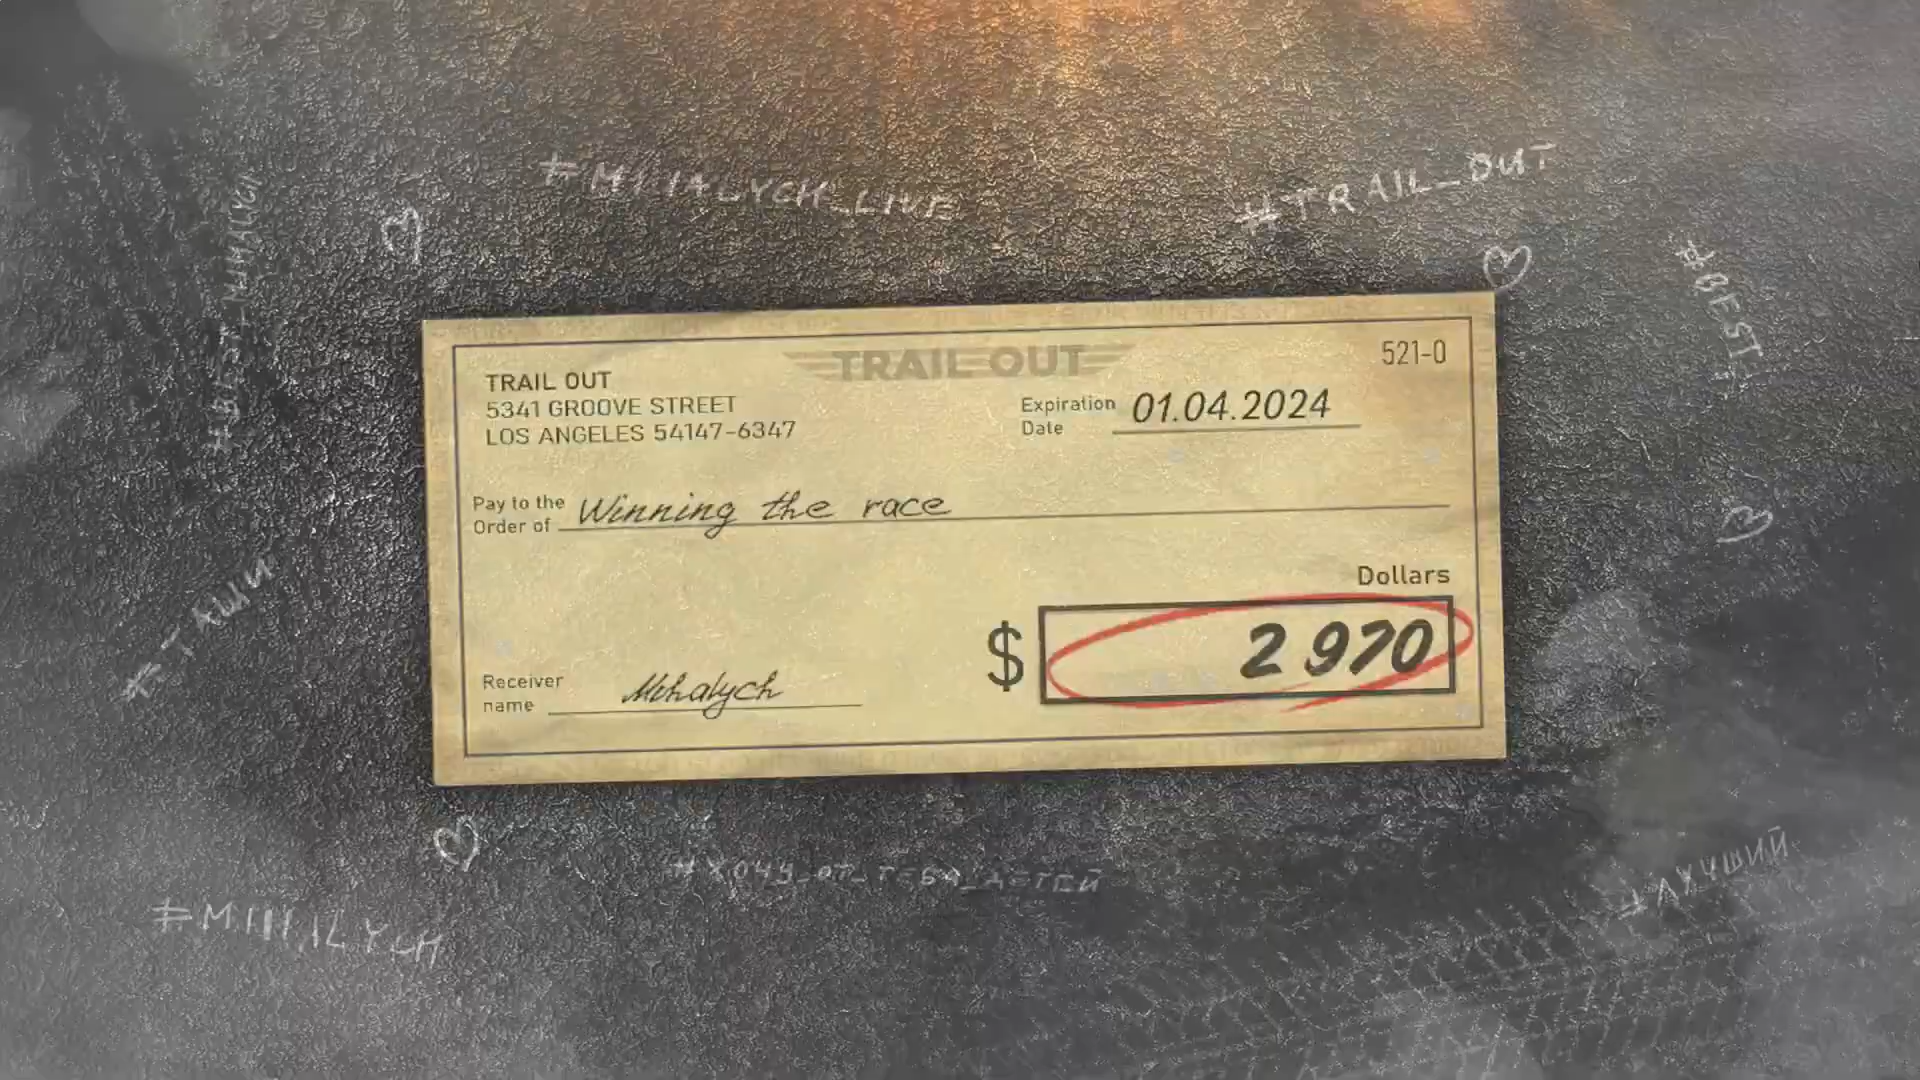 #MIHALYCH_LIVE
#TRAIL_OUT
#BEST_MIHALYCH
#BEST
TRAIL OUT
521-0
TRAIL OUT
5341 GROOVE STREET
LOS ANGELES 54147-6347
Expiration Date 01.04.2024
Pay to the Order of Winning the race
Dollars
$ 2 970
Receiver name Mihalych
#ТАЩИ
#ХОЧУ_ОТ_ТЕБЯ_ДЕТЕЙ
#ЛУЧШИЙ
#MIHALYCH